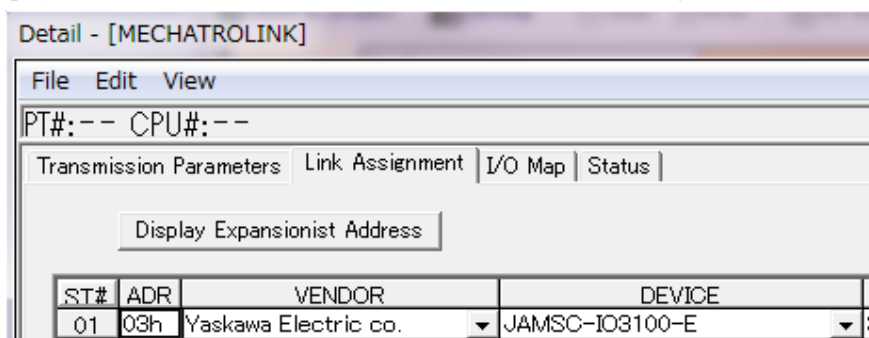 Detail - [MECHATROLINK]
File Edit View
PT#:-- CPU#:--
Transmission Parameters Link Assignment I/O Map Status
Display Expansionist Address
ST# ADR VENDOR DEVICE
01 03h Yaskawa Electric co. JAMSC-IO3100-E